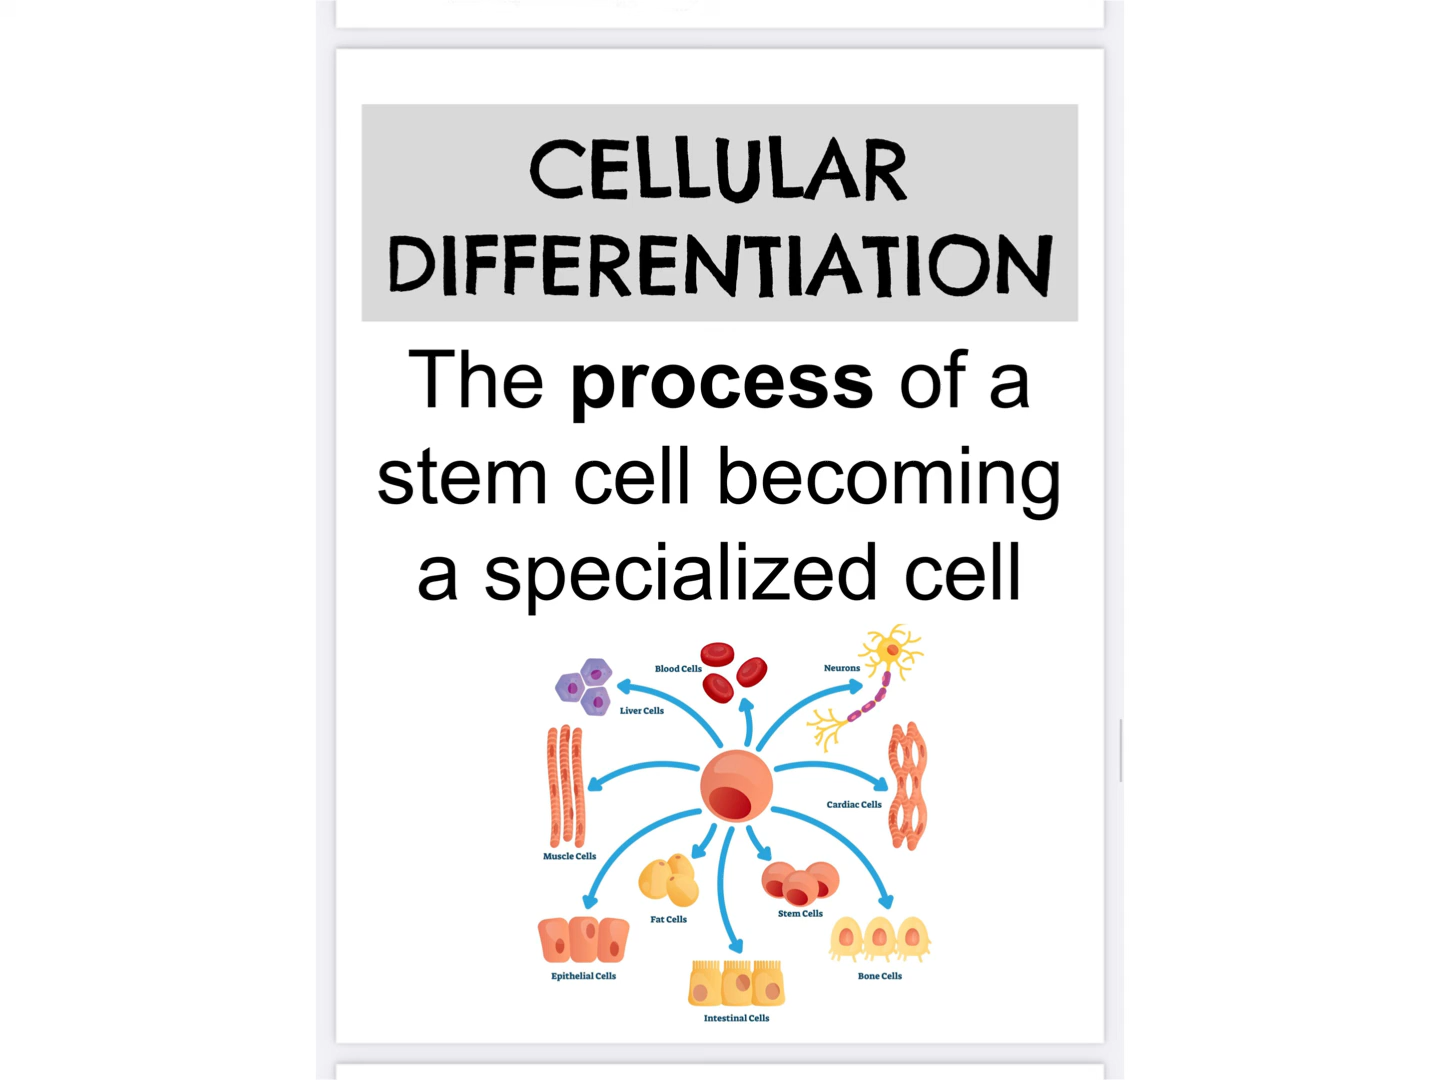 CELLULAR
DIFFERENTIATION
The process of a
stem cell becoming
a specialized cell
Blood Cells
Neurons
Liver Cells
Cardiac Cells
Muscle Cells
Fat Cells
Stem Cells
Epithelial Cells
Bone Cells
Intestinal Cells